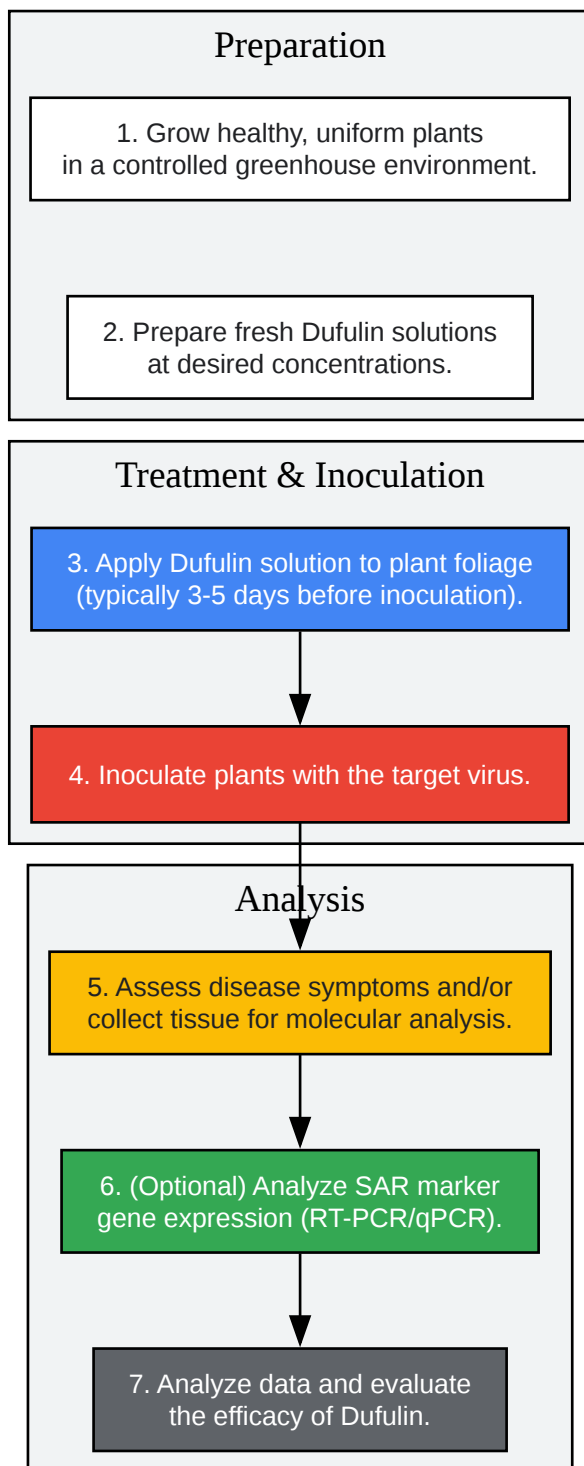 Preparation
1. Grow healthy, uniform plants
in a controlled greenhouse environment.
2. Prepare fresh Dufulin solutions
at desired concentrations.
Treatment & Inoculation
3. Apply Dufulin solution to plant foliage
(typically 3-5 days before inoculation).
4. Inoculate plants with the target virus.
Analysis
5. Assess disease symptoms and/or
collect tissue for molecular analysis.
6. (Optional) Analyze SAR marker
gene expression (RT-PCR/qPCR).
7. Analyze data and evaluate
the efficacy of Dufulin.